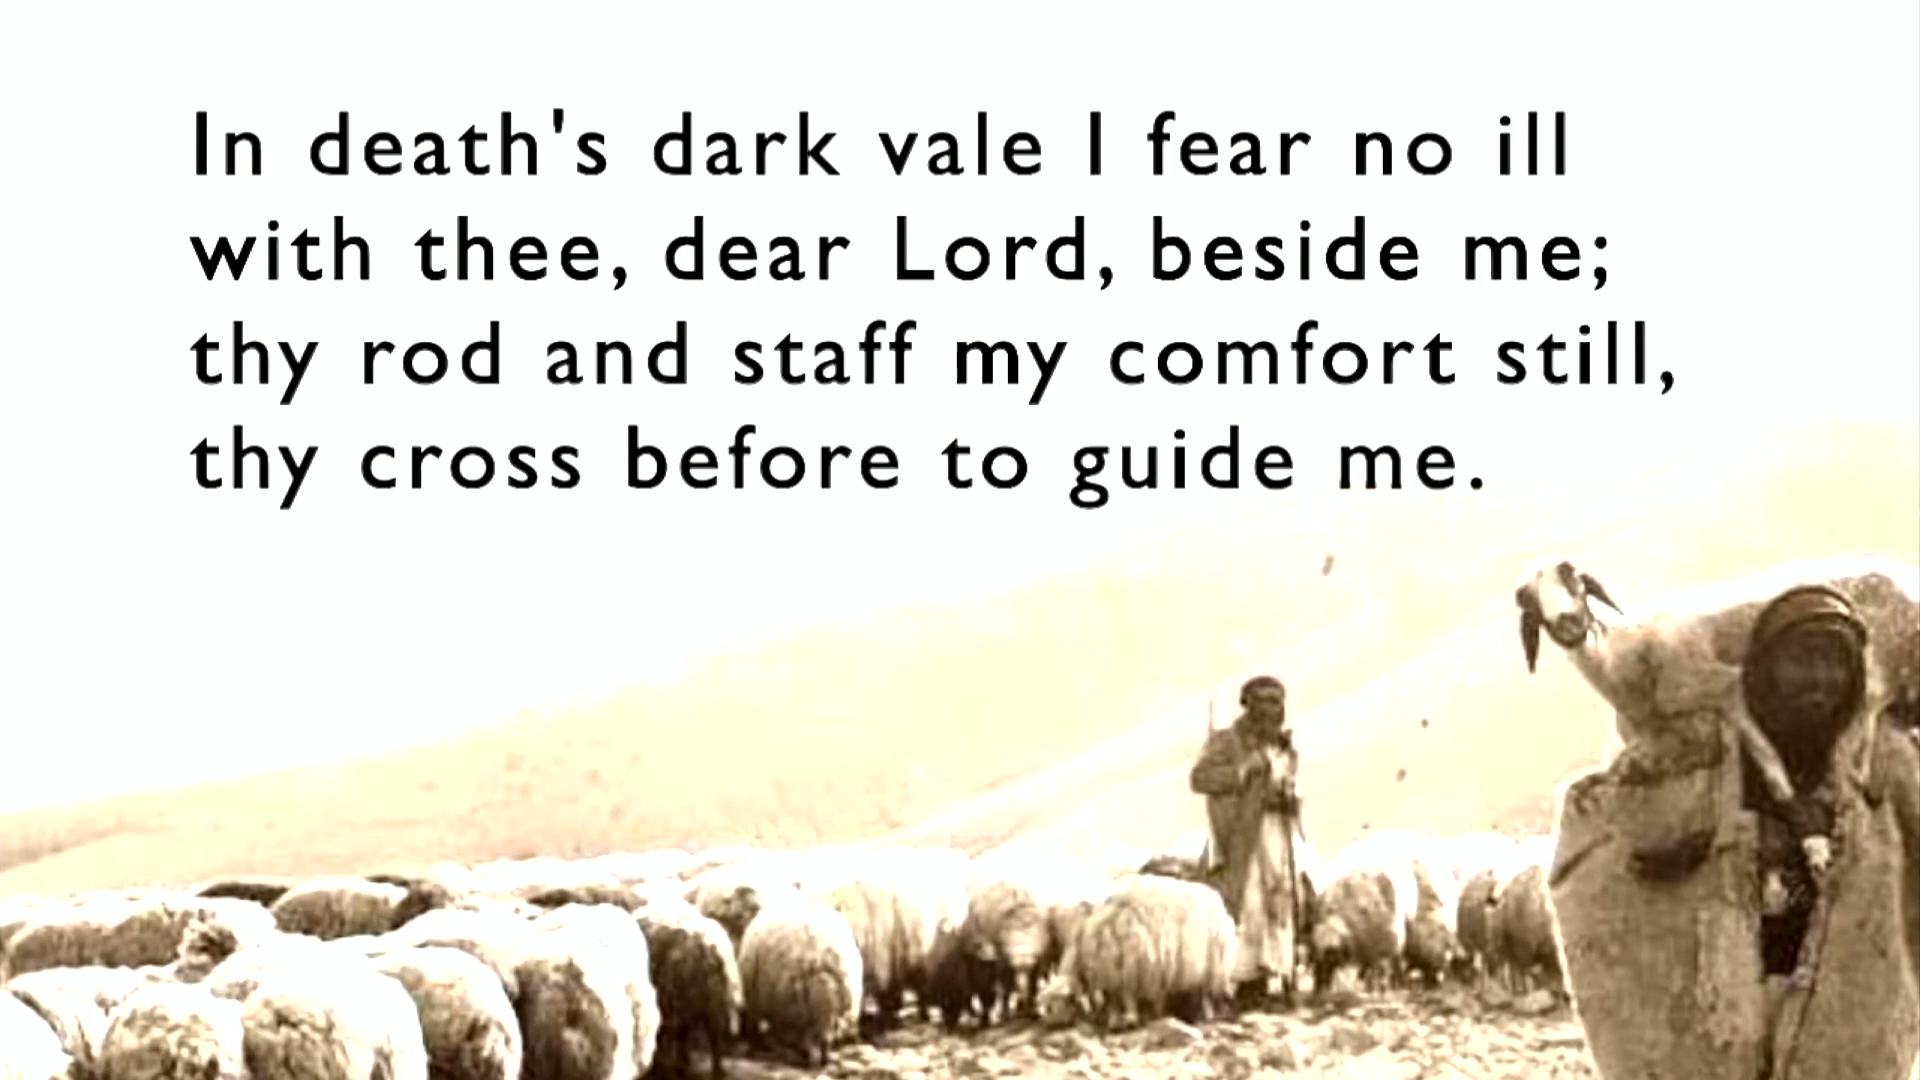 In death's dark vale I fear no ill
with thee, dear Lord, beside me;
thy rod and staff my comfort still,
thy cross before to guide me.